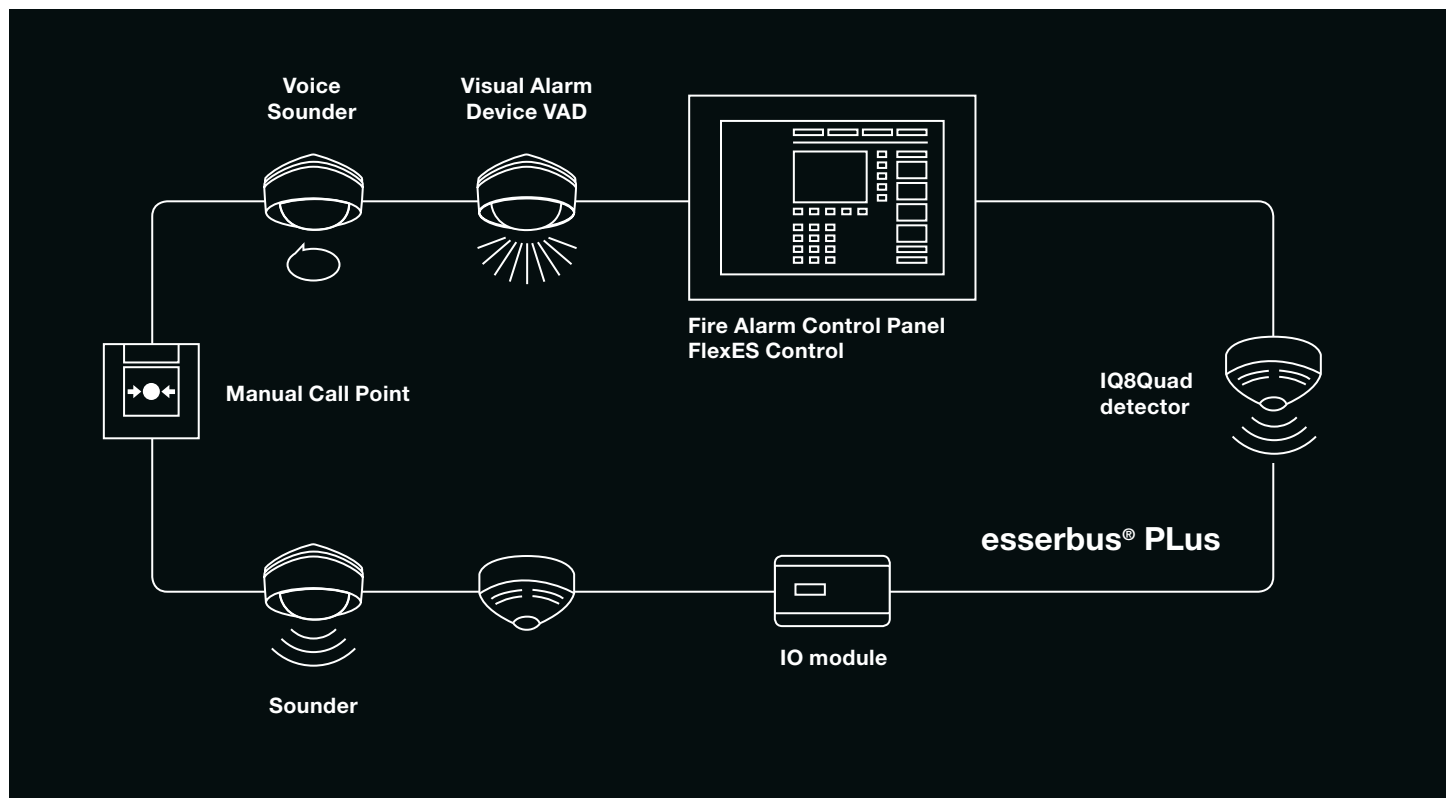 Voice
Sounder
Visual Alarm
Device VAD
Fire Alarm Control Panel
FlexES Control
Manual Call Point
IQ8Quad
detector
esserbus® PLus
IO module
Sounder